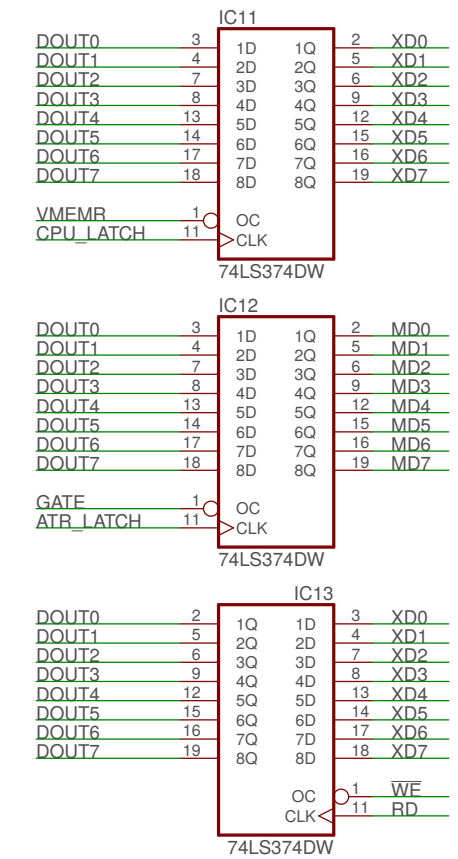 IC11
DOUT0 3 1D 1Q 2 XD0
DOUT1 4 2D 2Q 5 XD1
DOUT2 7 3D 3Q 6 XD2
DOUT3 8 4D 4Q 9 XD3
DOUT4 13 5D 5Q 12 XD4
DOUT5 14 6D 6Q 15 XD5
DOUT6 17 7D 7Q 16 XD6
DOUT7 18 8D 8Q 19 XD7
VMEMR 1 OC
CPU_LATCH 11 CLK
74LS374DW
IC12
DOUT0 3 1D 1Q 2 MD0
DOUT1 4 2D 2Q 5 MD1
DOUT2 7 3D 3Q 6 MD2
DOUT3 8 4D 4Q 9 MD3
DOUT4 13 5D 5Q 12 MD4
DOUT5 14 6D 6Q 15 MD5
DOUT6 17 7D 7Q 16 MD6
DOUT7 18 8D 8Q 19 MD7
GATE 1 OC
ATR_LATCH 11 CLK
74LS374DW
IC13
DOUT0 2 1Q 1D 3 XD0
DOUT1 5 2Q 2D 4 XD1
DOUT2 6 3Q 3D 7 XD2
DOUT3 9 4Q 4D 8 XD3
DOUT4 12 5Q 5D 13 XD4
DOUT5 15 6Q 6D 14 XD5
DOUT6 16 7Q 7D 17 XD6
DOUT7 19 8Q 8D 18 XD7
OC 1 W̅E̅
CLK 11 RD
74LS374DW